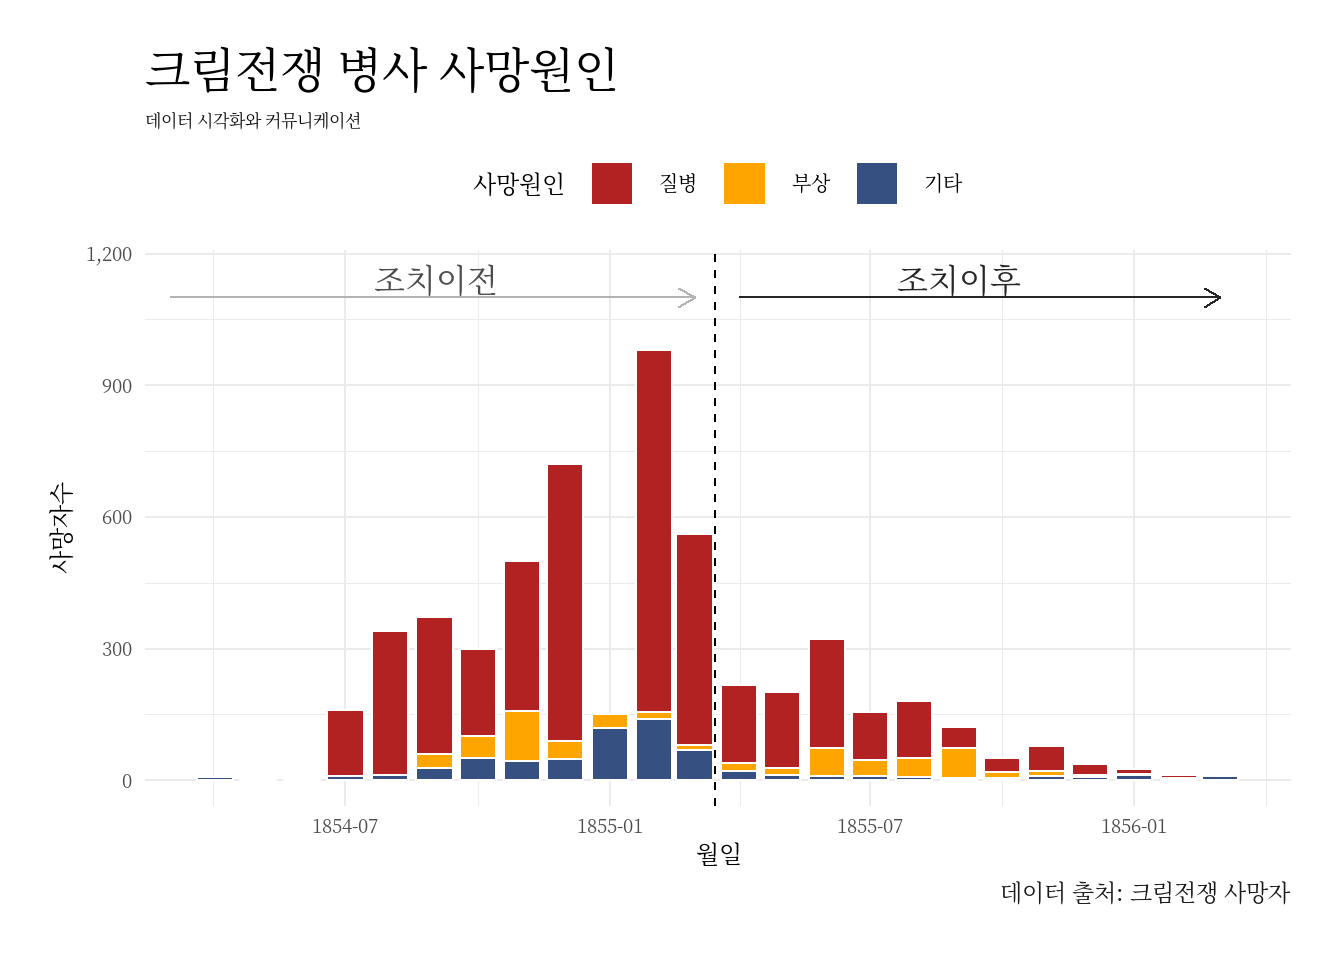 크림전쟁 병사 사망원인
데이터 시각화와 커뮤니케이션
사망원인 질병 부상 기타
1,200
조치이전 조치이후
900
600
300
0
사망자수
1854-07 1855-01 1855-07 1856-01
월일
데이터 출처: 크림전쟁 사망자